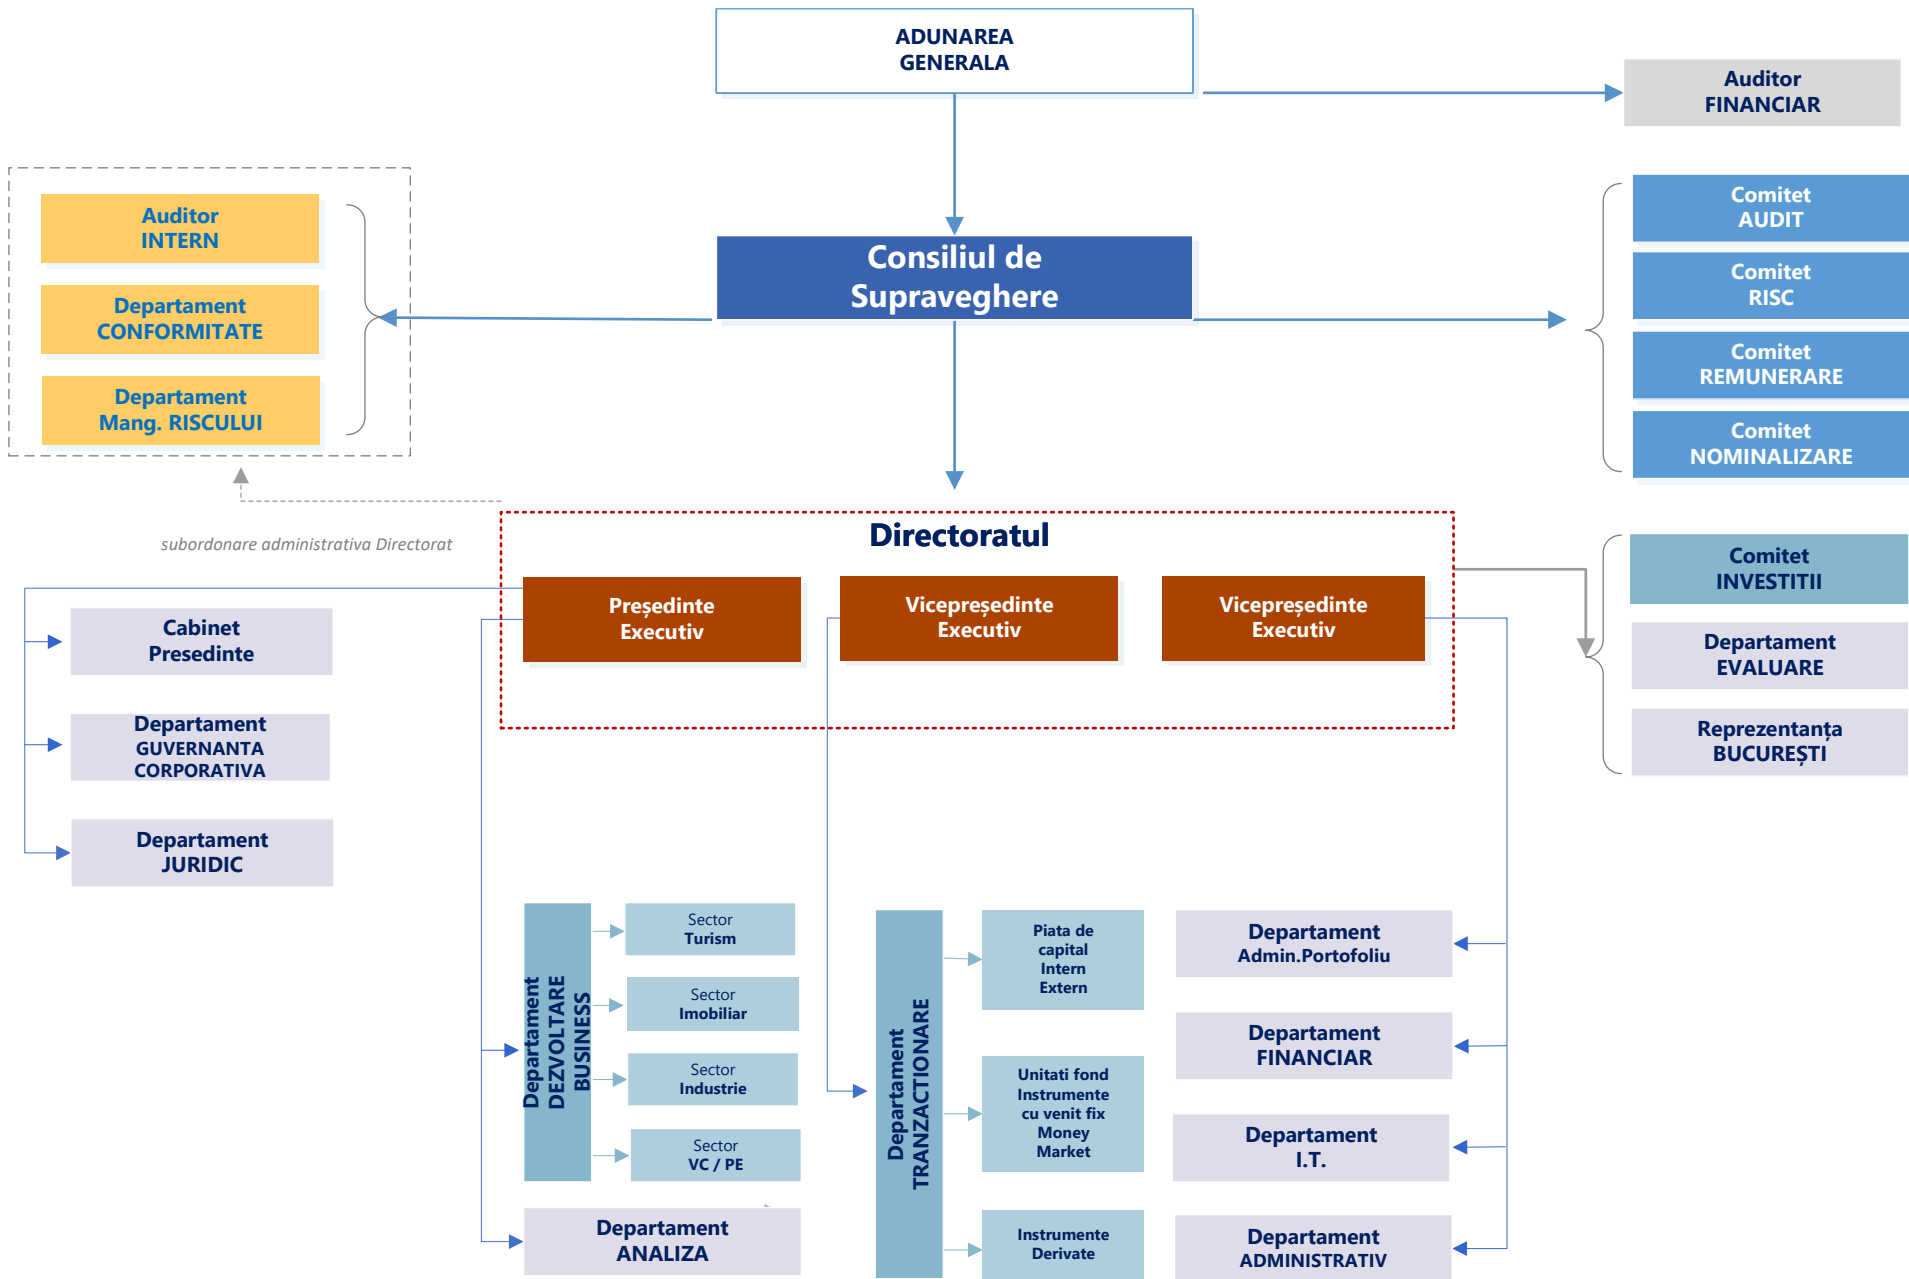 ADUNAREA
GENERALA
Auditor
FINANCIAR
Auditor
INTERN
Departament
CONFORMITATE
Departament
Mang. RISCULUI
Consiliul de
Supraveghere
Comitet
AUDIT
Comitet
RISC
Comitet
REMUNERARE
Comitet
NOMINALIZARE
subordonare administrativa Directorat
Directoratul
Președinte
Executiv
Vicepreședinte
Executiv
Vicepreședinte
Executiv
Comitet
INVESTITII
Departament
EVALUARE
Reprezentanța
BUCUREȘTI
Cabinet
Presedinte
Departament
GUVERNANTA
CORPORATIVA
Departament
JURIDIC
Departament
DEZVOLTARE
BUSINESS
Sector
Turism
Sector
Imobiliar
Sector
Industrie
Sector
VC / PE
Departament
ANALIZA
Departament
TRANZACTIONARE
Piata de
capital
Intern
Extern
Unitati fond
Instrumente
cu venit fix
Money
Market
Instrumente
Derivate
Departament
Admin.Portofoliu
Departament
FINANCIAR
Departament
I.T.
Departament
ADMINISTRATIV